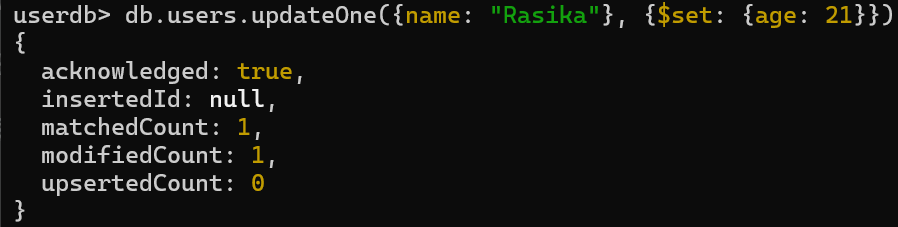 userdb> db.users.updateOne({name: "Rasika"}, {$set: {age: 21}})
{
  acknowledged: true,
  insertedId: null,
  matchedCount: 1,
  modifiedCount: 1,
  upsertedCount: 0
}